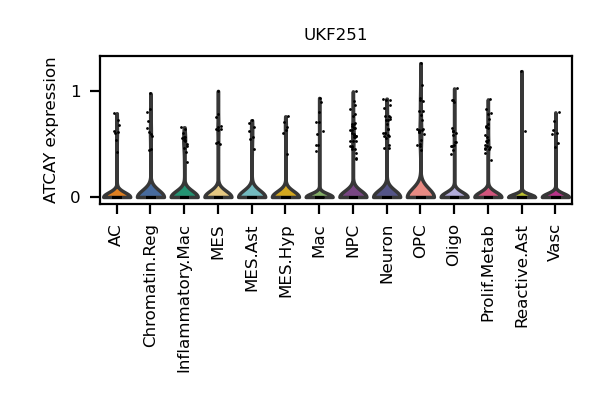 UKF251
ATCAY expression
1
0
AC
Chromatin.Reg
Inflammatory.Mac
MES
MES.Ast
MES.Hyp
Mac
NPC
Neuron
OPC
Oligo
Prolif.Metab
Reactive.Ast
Vasc